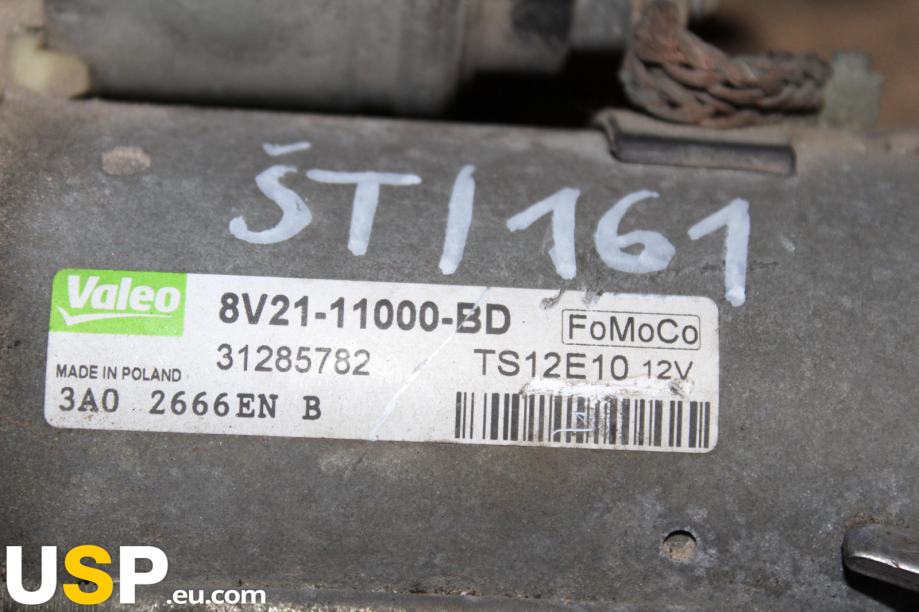 ŠT/161
Valeo
8V21-11000-BD
FoMoCo
31285782
TS12E10 12V
MADE IN POLAND
3A0 2666EN B
USP.eu.com